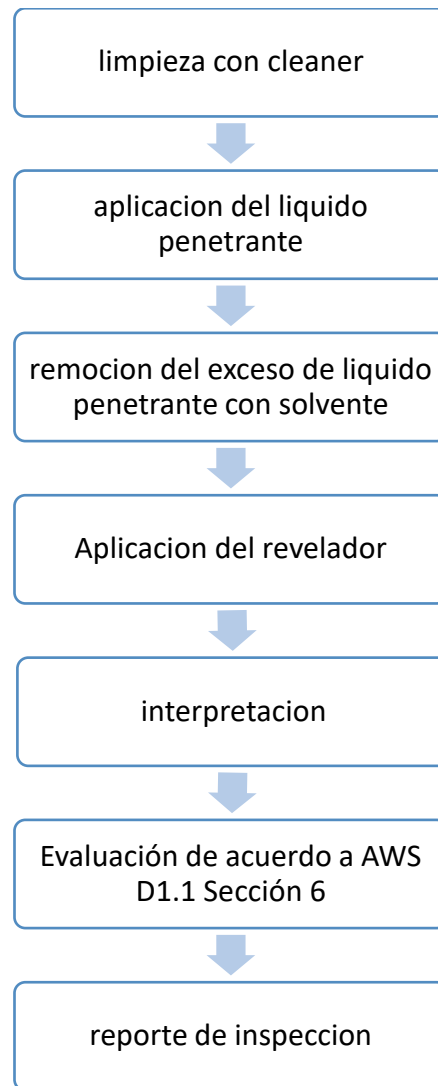 limpieza con cleaner
aplicacion del liquido
penetrante
remocion del exceso de liquido
penetrante con solvente
Aplicacion del revelador
interpretacion
Evaluación de acuerdo a AWS
D1.1 Sección 6
reporte de inspeccion